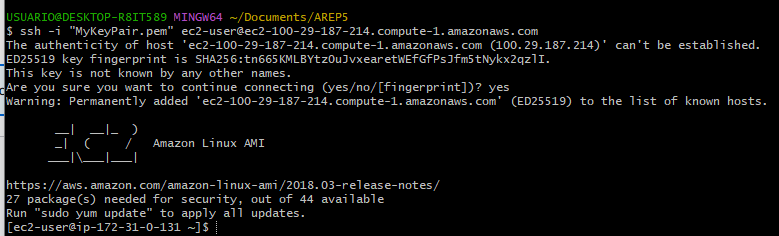 USUARIO@DESKTOP-R8IT589 MINGW64 ~/Documents/AREP5
$ ssh -i "MyKeyPair.pem" ec2-user@ec2-100-29-187-214.compute-1.amazonaws.com
The authenticity of host 'ec2-100-29-187-214.compute-1.amazonaws.com (100.29.187.214)' can't be established.
ED25519 key fingerprint is SHA256:tn665KMLBYtzOuJvxearetWEfGfPsJfm5tNykx2qzlI.
This key is not known by any other names.
Are you sure you want to continue connecting (yes/no/[fingerprint])? yes
Warning: Permanently added 'ec2-100-29-187-214.compute-1.amazonaws.com' (ED25519) to the list of known hosts.
       __|  __|_  )
       _|  (     /   Amazon Linux AMI
      ___|\___|___|
https://aws.amazon.com/amazon-linux-ami/2018.03-release-notes/
27 package(s) needed for security, out of 44 available
Run "sudo yum update" to apply all updates.
[ec2-user@ip-172-31-0-131 ~]$